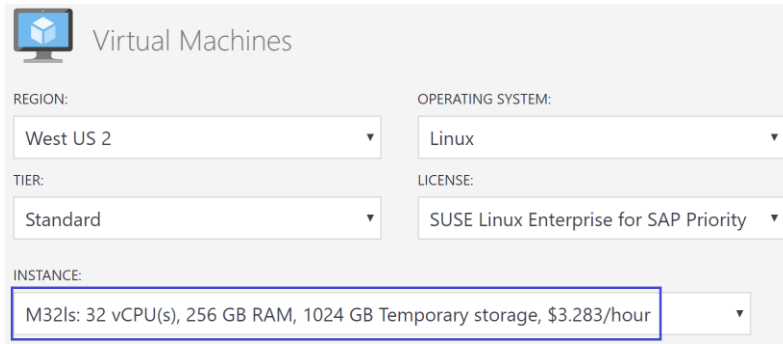 Virtual Machines
REGION: OPERATING SYSTEM:
West US 2 Linux
TIER: LICENSE:
Standard SUSE Linux Enterprise for SAP Priority
INSTANCE:
M32ls: 32 vCPU(s), 256 GB RAM, 1024 GB Temporary storage, $3.283/hour